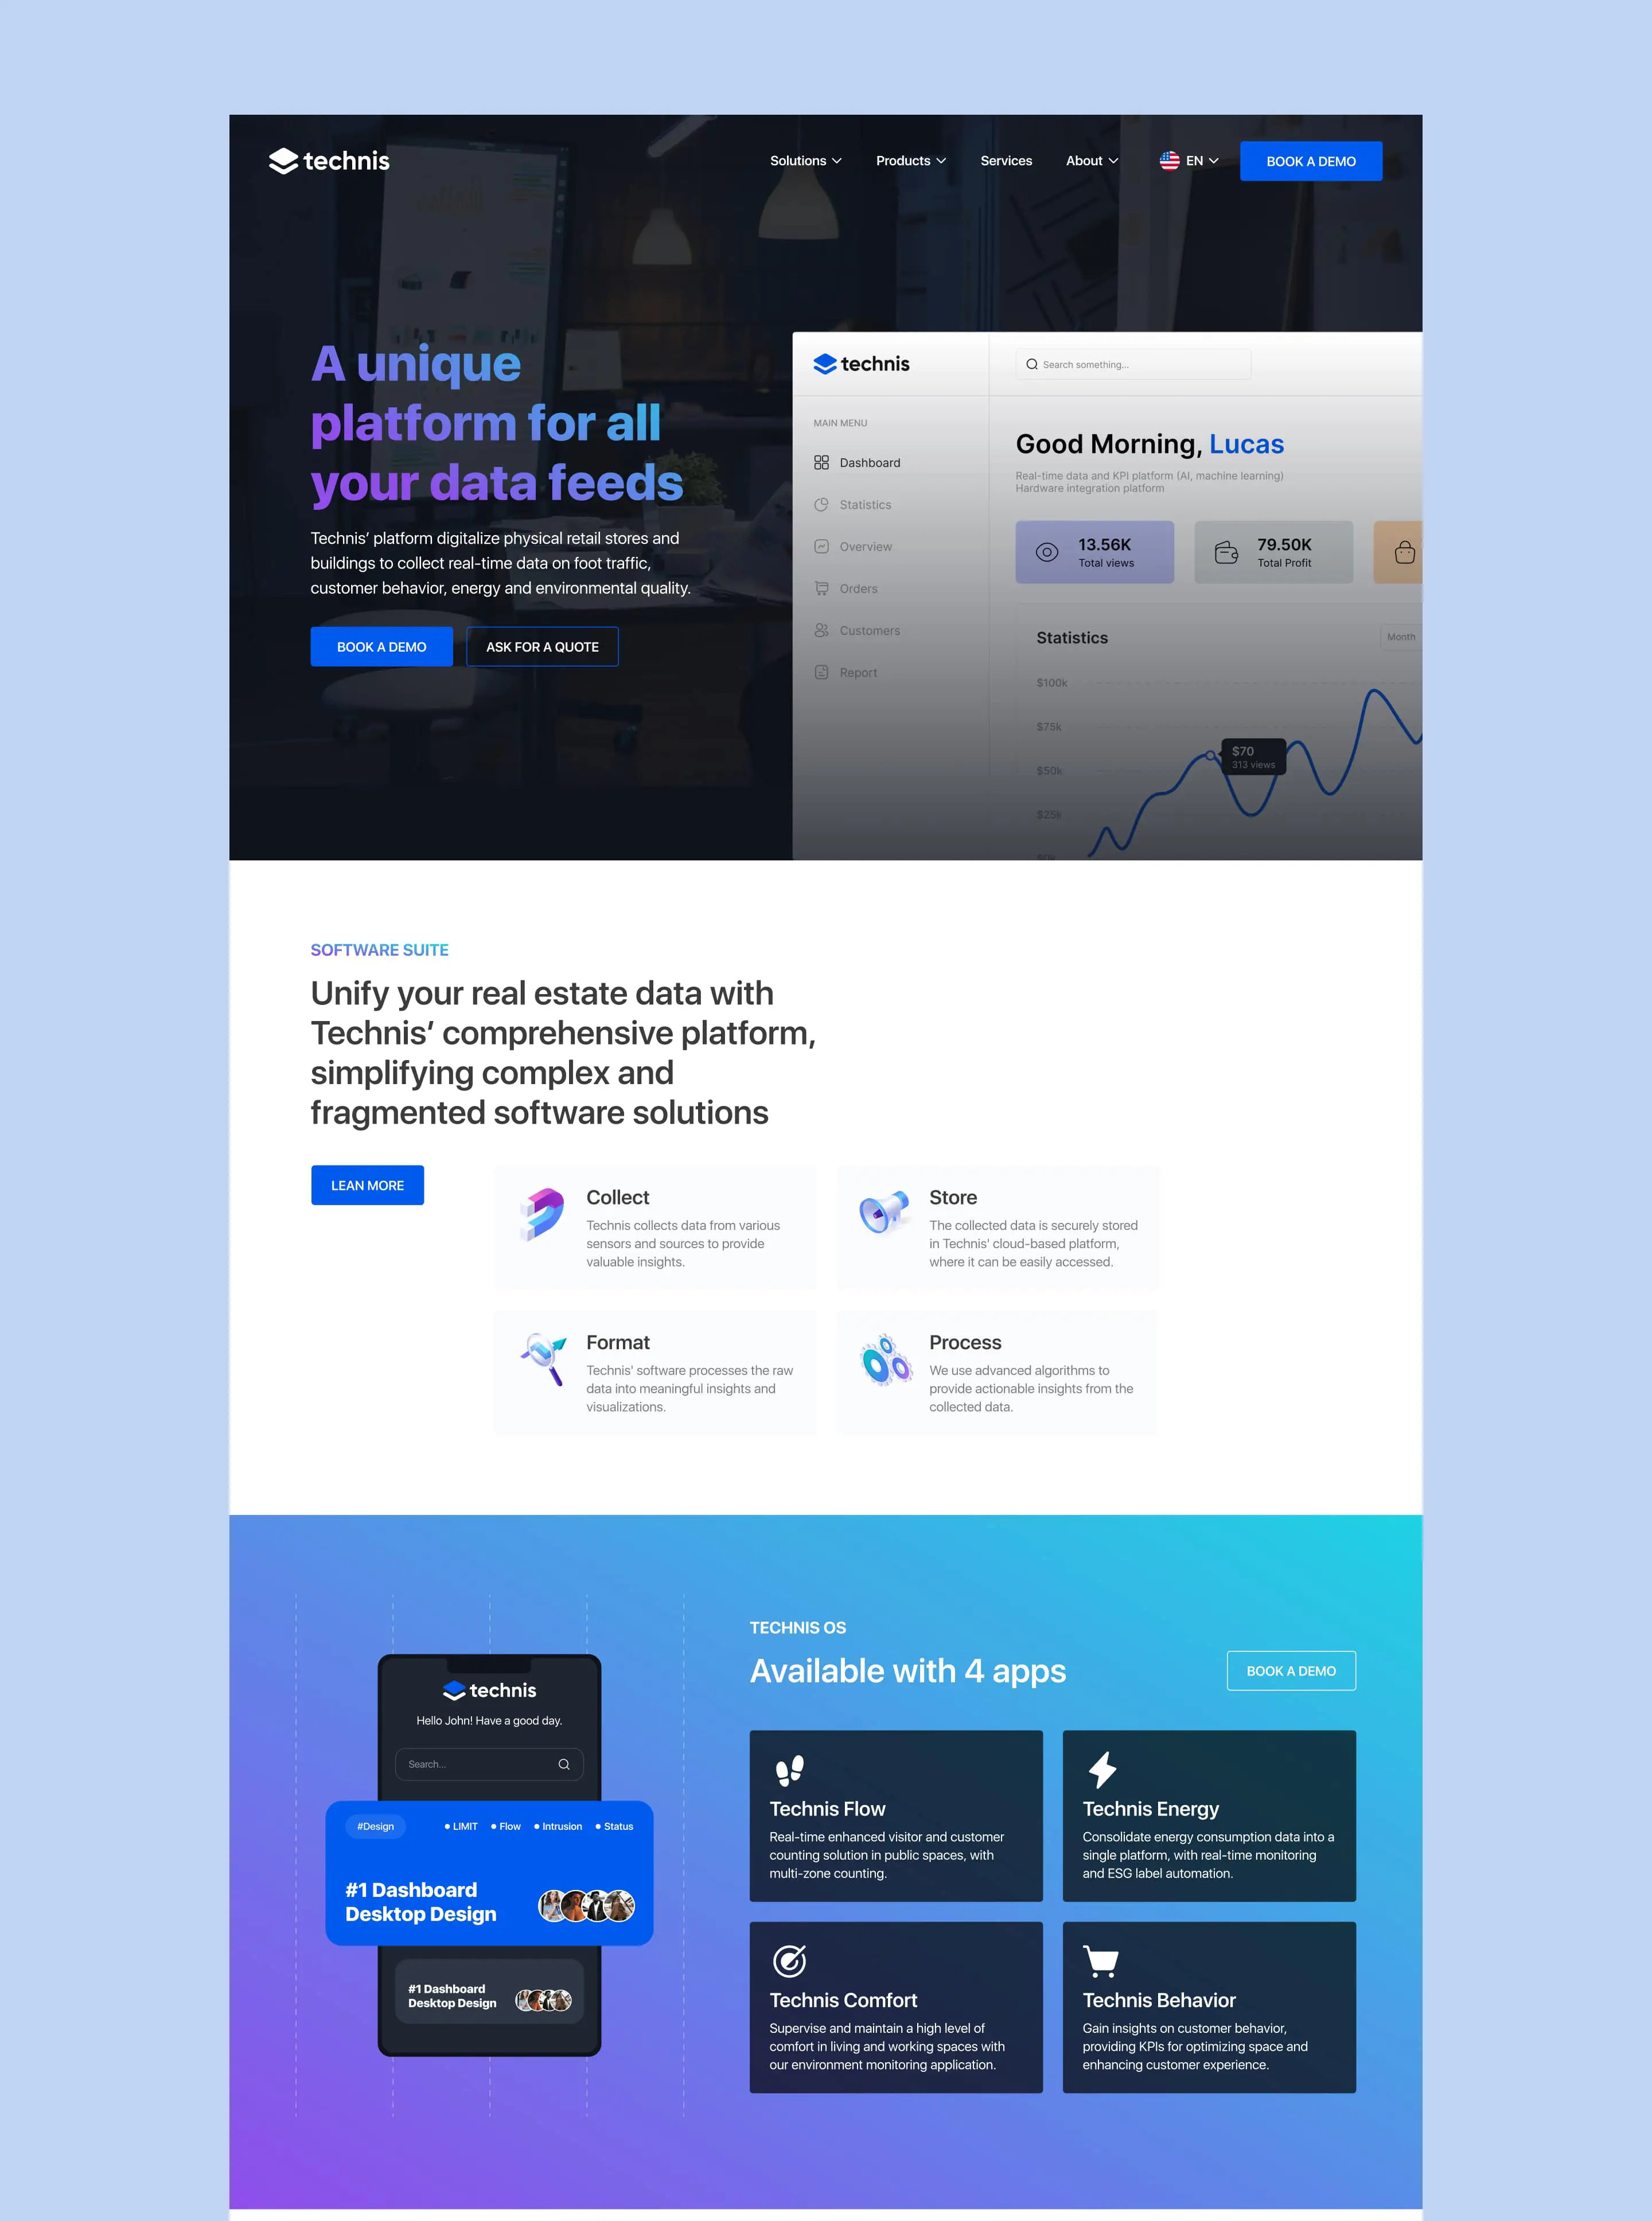 technis
Solutions
Products
Services
About
EN
BOOK A DEMO
A unique
platform for all
your data feeds
Technis’ platform digitalize physical retail stores and
buildings to collect real-time data on foot traffic,
customer behavior, energy and environmental quality.
BOOK A DEMO
ASK FOR A QUOTE
technis
Search something...
MAIN MENU
Dashboard
Statistics
Overview
Orders
Customers
Report
Good Morning, Lucas
Real-time data and KPI platform (AI, machine learning)
Hardware integration platform
13.56K
Total views
79.50K
Total Profit
Statistics
Month
$100k
$75k
$50k
$25k
$70
313 views
SOFTWARE SUITE
Unify your real estate data with
Technis’ comprehensive platform,
simplifying complex and
fragmented software solutions
LEAN MORE
Collect
Technis collects data from various
sensors and sources to provide
valuable insights.
Store
The collected data is securely stored
in Technis' cloud-based platform,
where it can be easily accessed.
Format
Technis' software processes the raw
data into meaningful insights and
visualizations.
Process
We use advanced algorithms to
provide actionable insights from the
collected data.
technis
Hello John! Have a good day.
Search...
#Design
LIMIT
Flow
Intrusion
Status
#1 Dashboard
Desktop Design
#1 Dashboard
Desktop Design
TECHNIS OS
Available with 4 apps
BOOK A DEMO
Technis Flow
Real-time enhanced visitor and customer
counting solution in public spaces, with
multi-zone counting.
Technis Energy
Consolidate energy consumption data into a
single platform, with real-time monitoring
and ESG label automation.
Technis Comfort
Supervise and maintain a high level of
comfort in living and working spaces with
our environment monitoring application.
Technis Behavior
Gain insights on customer behavior,
providing KPIs for optimizing space and
enhancing customer experience.